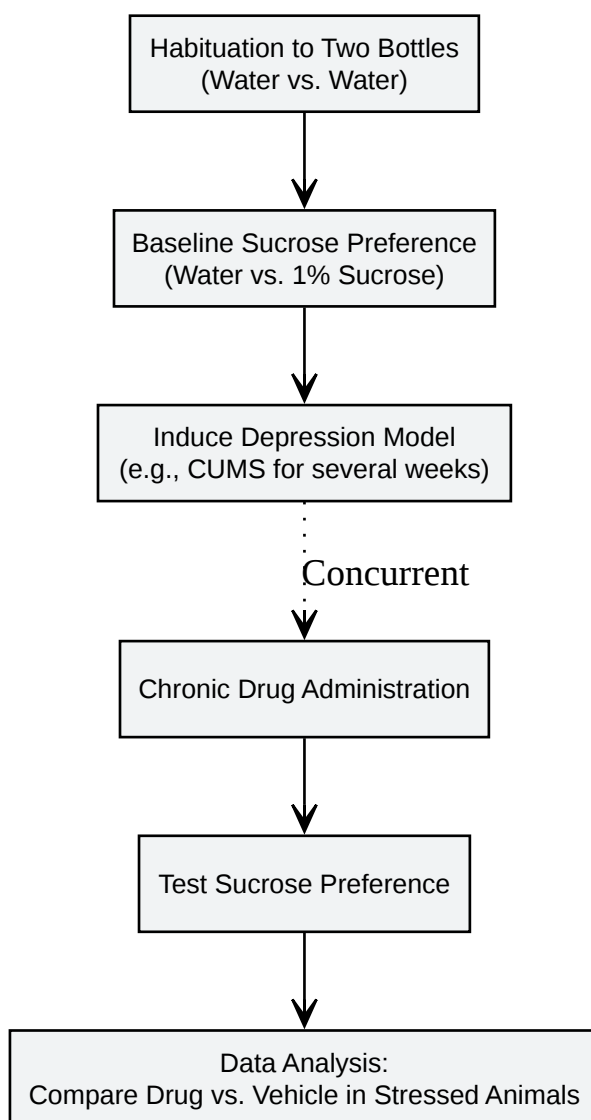 Habituation to Two Bottles
(Water vs. Water)
Baseline Sucrose Preference
(Water vs. 1% Sucrose)
Induce Depression Model
(e.g., CUMS for several weeks)
Concurrent
Chronic Drug Administration
Test Sucrose Preference
Data Analysis:
Compare Drug vs. Vehicle in Stressed Animals